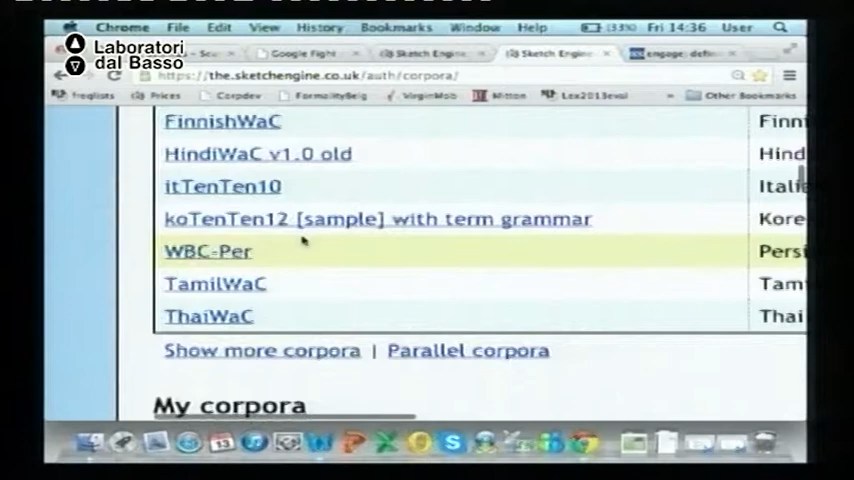 Laboratori
dal Basso
Chrome File Edit View History Bookmarks Window Help Fri 14:36 User
Google Fight Sketch Engine Sketch Engine engage: defin
https://the.sketchengine.co.uk/auth/corpora/
freqlists Prices Corpdev VirginMob Mitton Lex2013eval » Other Bookmarks
FinnishWaC Finni
HindiWaC v1.0 old Hind
itTenTen10 Itali
koTenTen12 [sample] with term grammar Kore
WBC-Per Persi
TamilWaC Tam
ThaiWaC Thai
Show more corpora | Parallel corpora
My corpora